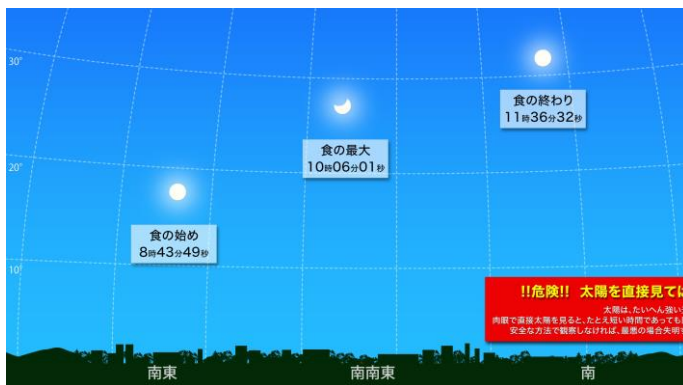 30°
食の終わり
11時36分32秒
食の最大
10時06分01秒
20°
食の始め
8時43分49秒
10°
!!危険!! 太陽を直接見ては
太陽は、たいへん強い
肉眼で直接太陽を見ると、たとえ短い時間であっても
安全な方法で観察しなければ、最悪の場合失明
南東
南南東
南